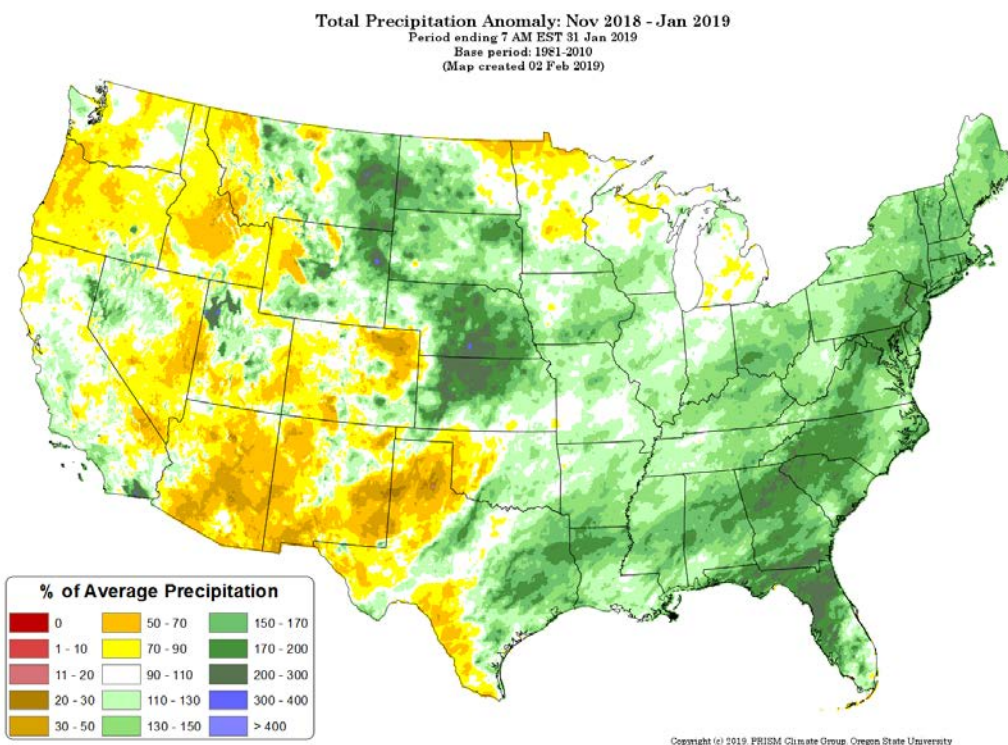 Total Precipitation Anomaly: Nov 2018 - Jan 2019
Period ending 7 AM EST 31 Jan 2019
Base period: 1981-2010
(Map created 02 Feb 2019)
% of Average Precipitation
0
1 - 10
11 - 20
20 - 30
30 - 50
50 - 70
70 - 90
90 - 110
110 - 130
130 - 150
150 - 170
170 - 200
200 - 300
300 - 400
> 400
Copyright (c) 2019, PRISM Climate Group, Oregon State University